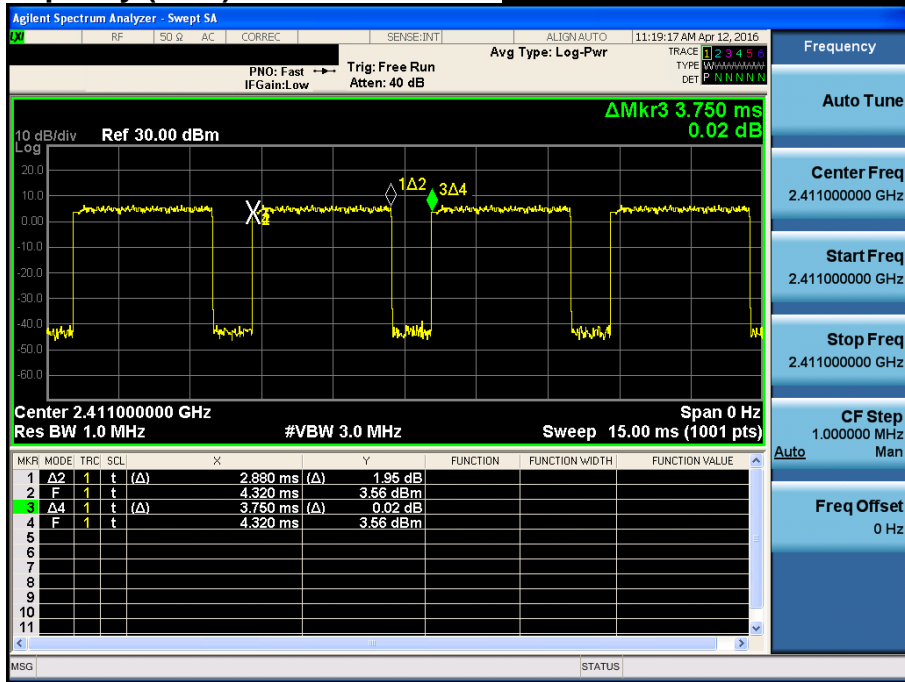 Agilent Spectrum Analyzer - Swept SA
LXI RF 50 Ω AC CORREC SENSE:INT ALIGN AUTO 11:19:17 AM Apr 12, 2016
Frequency
Avg Type: Log-Pwr
TRACE 1 2 3 4 5 6
TYPE W
DET P N N N N N
PNO: Fast
IFGain:Low
Trig: Free Run
Atten: 40 dB
ΔMkr3 3.750 ms
0.02 dB
10 dB/div Ref 30.00 dBm
Log
20.0
10.0
0.00
-10.0
-20.0
-30.0
-40.0
-50.0
-60.0
1Δ2
3Δ4
Center 2.411000000 GHz Span 0 Hz
Res BW 1.0 MHz #VBW 3.0 MHz Sweep 15.00 ms (1001 pts)
MKR MODE TRC SCL X Y FUNCTION FUNCTION WIDTH FUNCTION VALUE
1 Δ2 1 t (Δ) 2.880 ms (Δ) 1.95 dB
2 F 1 t 4.320 ms 3.56 dBm
3 Δ4 1 t (Δ) 3.750 ms (Δ) 0.02 dB
4 F 1 t 4.320 ms 3.56 dBm
5
6
7
8
9
10
11
MSG STATUS
Auto Tune
Center Freq
2.411000000 GHz
Start Freq
2.411000000 GHz
Stop Freq
2.411000000 GHz
CF Step
1.000000 MHz
Auto Man
Freq Offset
0 Hz